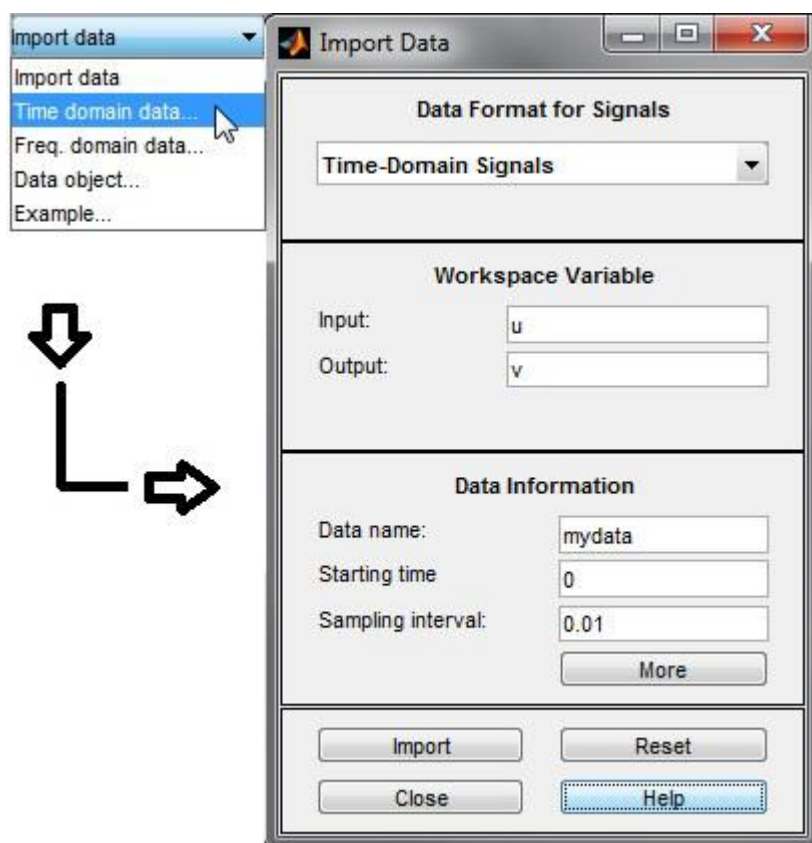 Import data
Import data
Time domain data...
Freq. domain data...
Data object...
Example...
Import Data
Data Format for Signals
Time-Domain Signals
Workspace Variable
Input: u
Output: v
Data Information
Data name: mydata
Starting time 0
Sampling interval: 0.01
More
Import Reset
Close Help